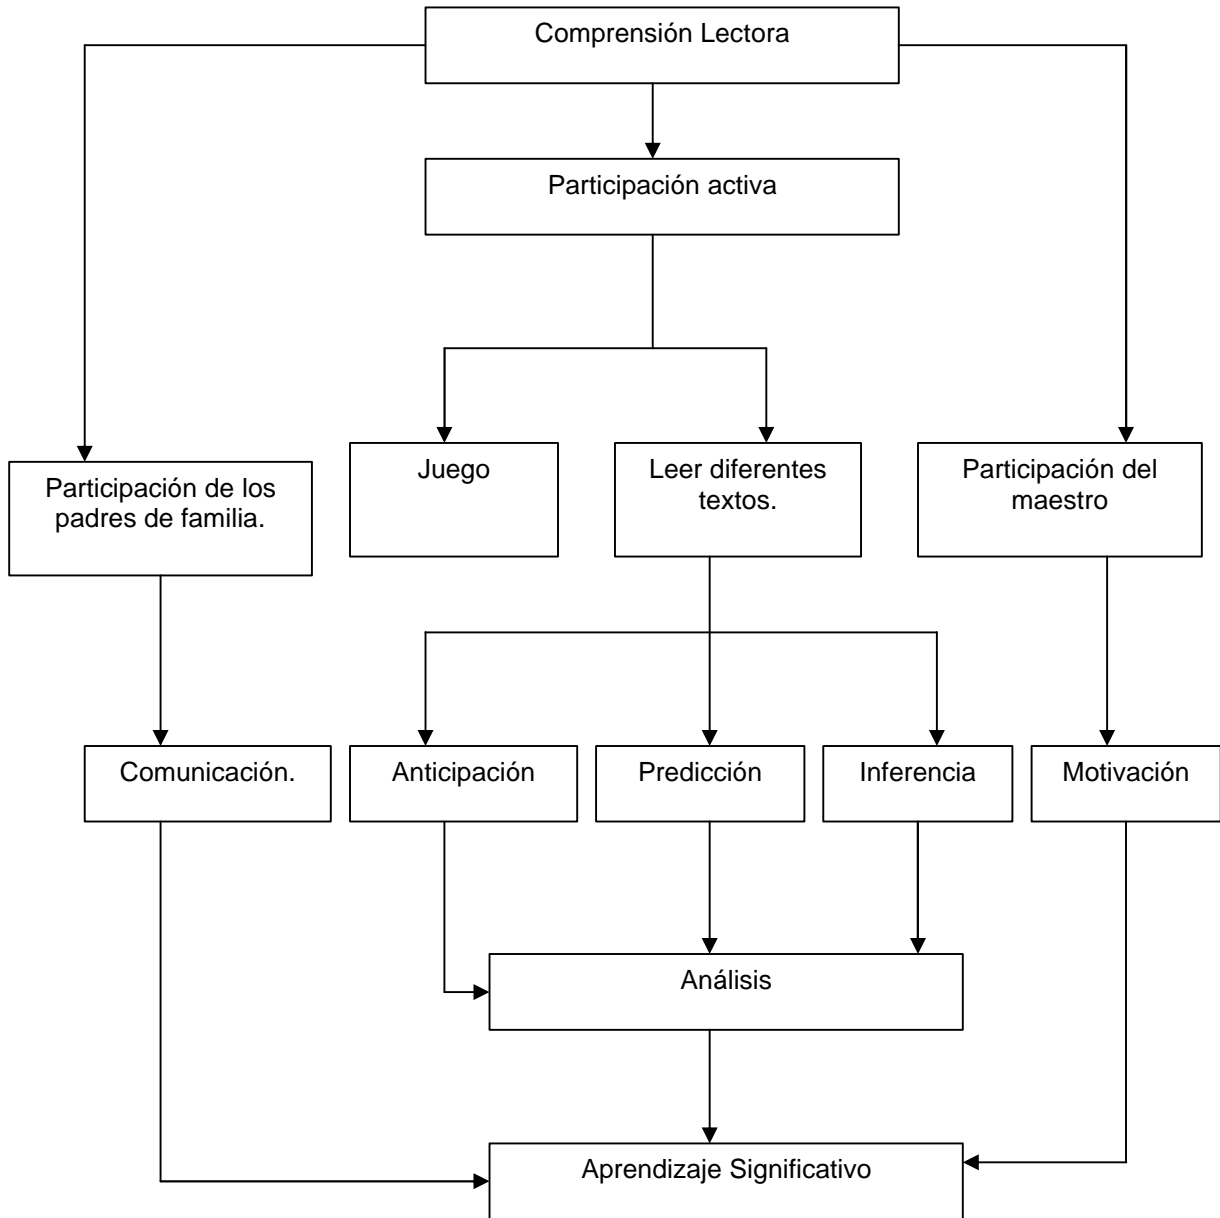 Comprensión Lectora
Participación activa
Participación de los
padres de familia.
Juego
Leer diferentes
textos.
Participación del
maestro
Comunicación.
Anticipación
Predicción
Inferencia
Motivación
Análisis
Aprendizaje Significativo